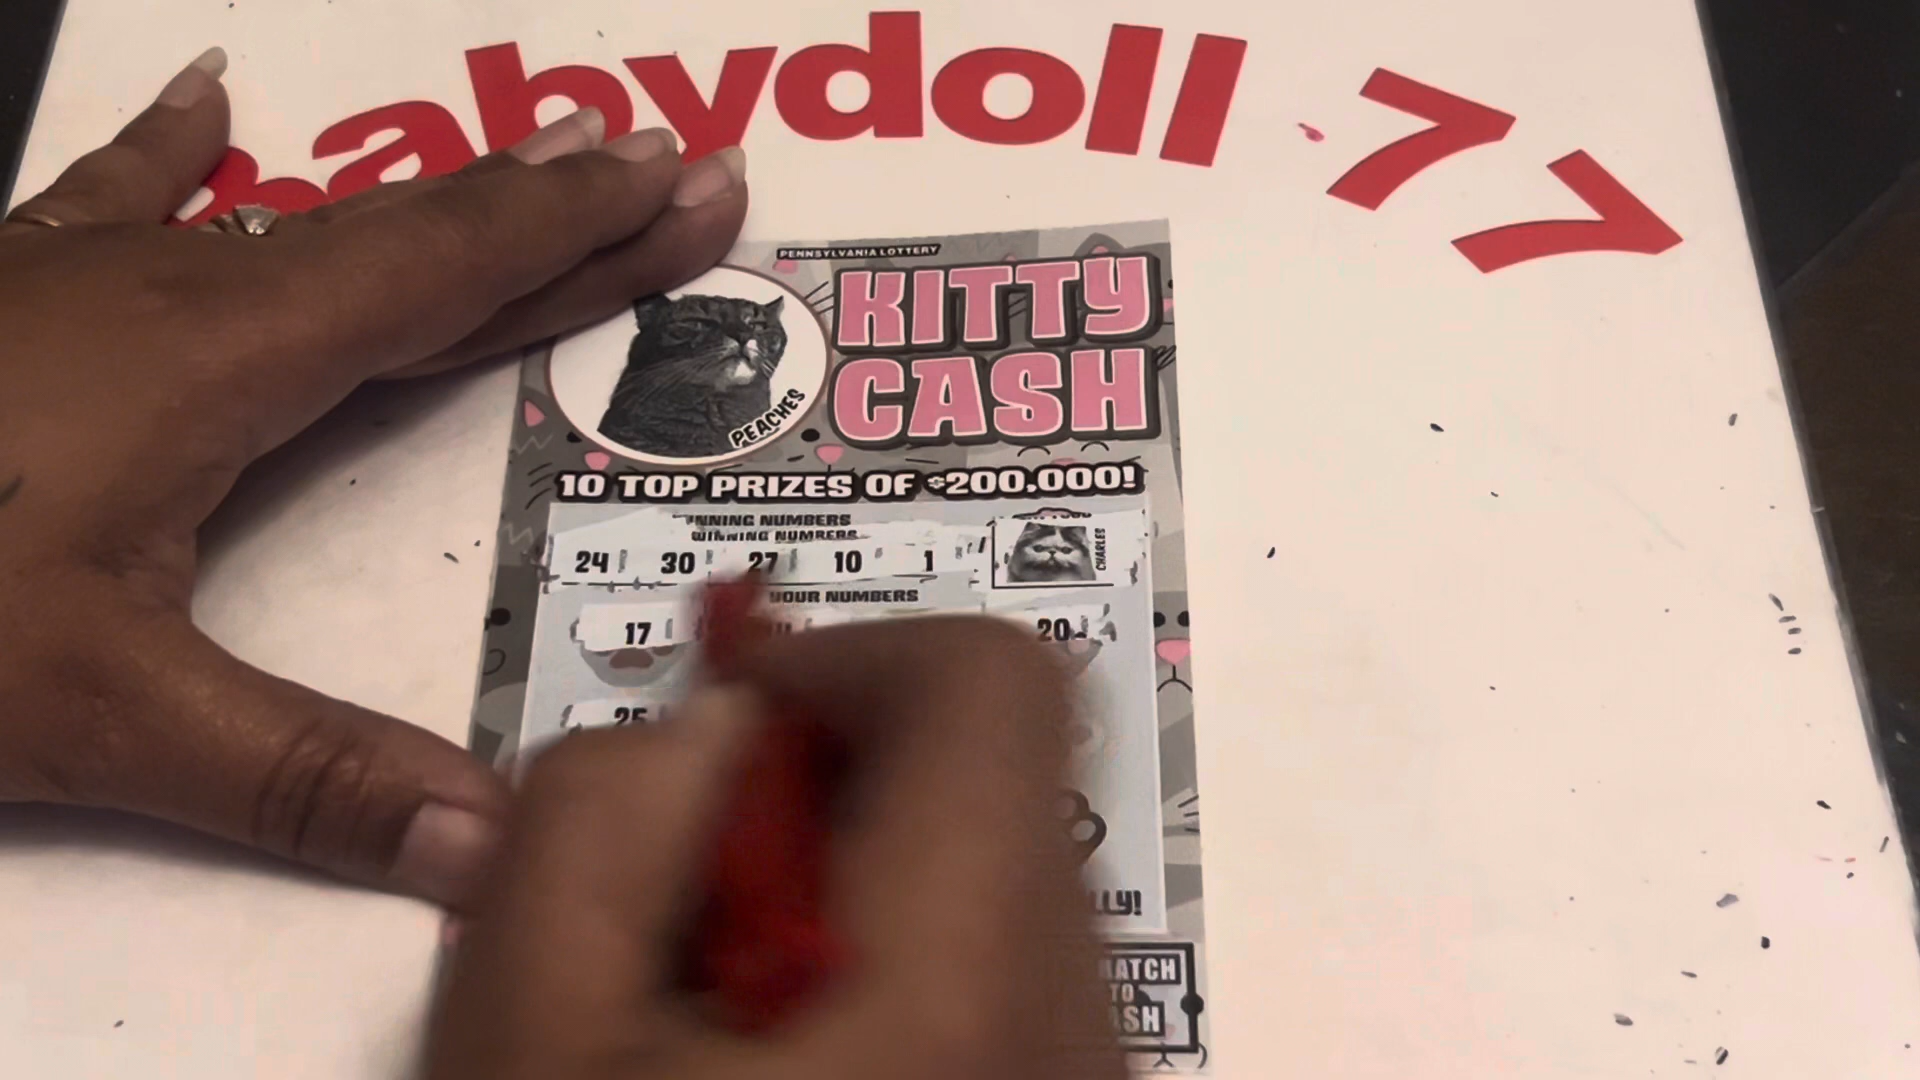 Babydoll 77
PENNSYLVANIA LOTTERY
KITTY
CASH
PEACHES
10 TOP PRIZES OF $200,000!
WINNING NUMBERS
24 30 27 10 1
CHARLES
YOUR NUMBERS
17 20
25